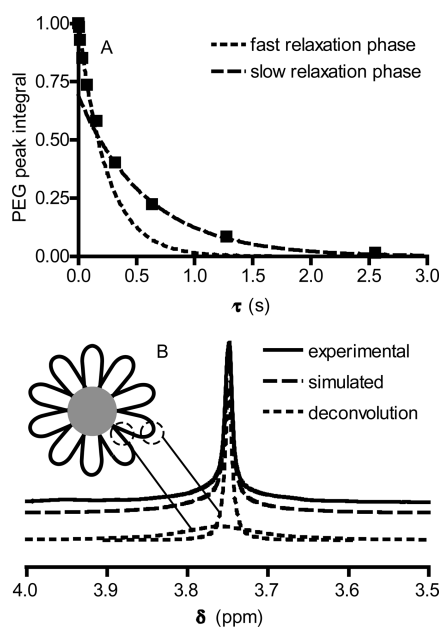 1.00
A
fast relaxation phase
slow relaxation phase
0.75
0.50
0.25
0.00
PEG peak integral
0.0 0.5 1.0 1.5 2.0 2.5 3.0
τ (s)
B
experimental
simulated
deconvolution
4.0 3.9 3.8 3.7 3.6 3.5
δ (ppm)